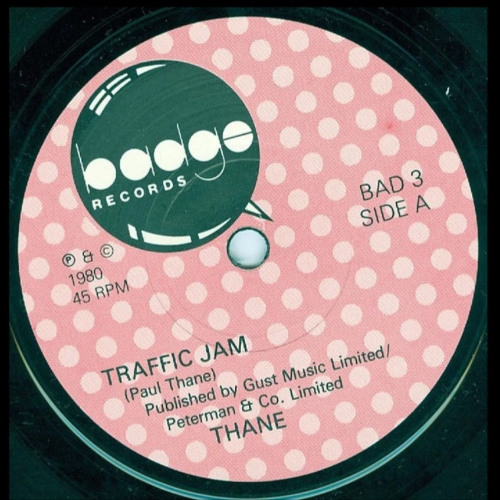 badge
RECORDS
BAD 3
SIDE A
℗ & ©
1980
45 RPM
TRAFFIC JAM
(Paul Thane)
Published by Gust Music Limited/
Peterman & Co. Limited
THANE